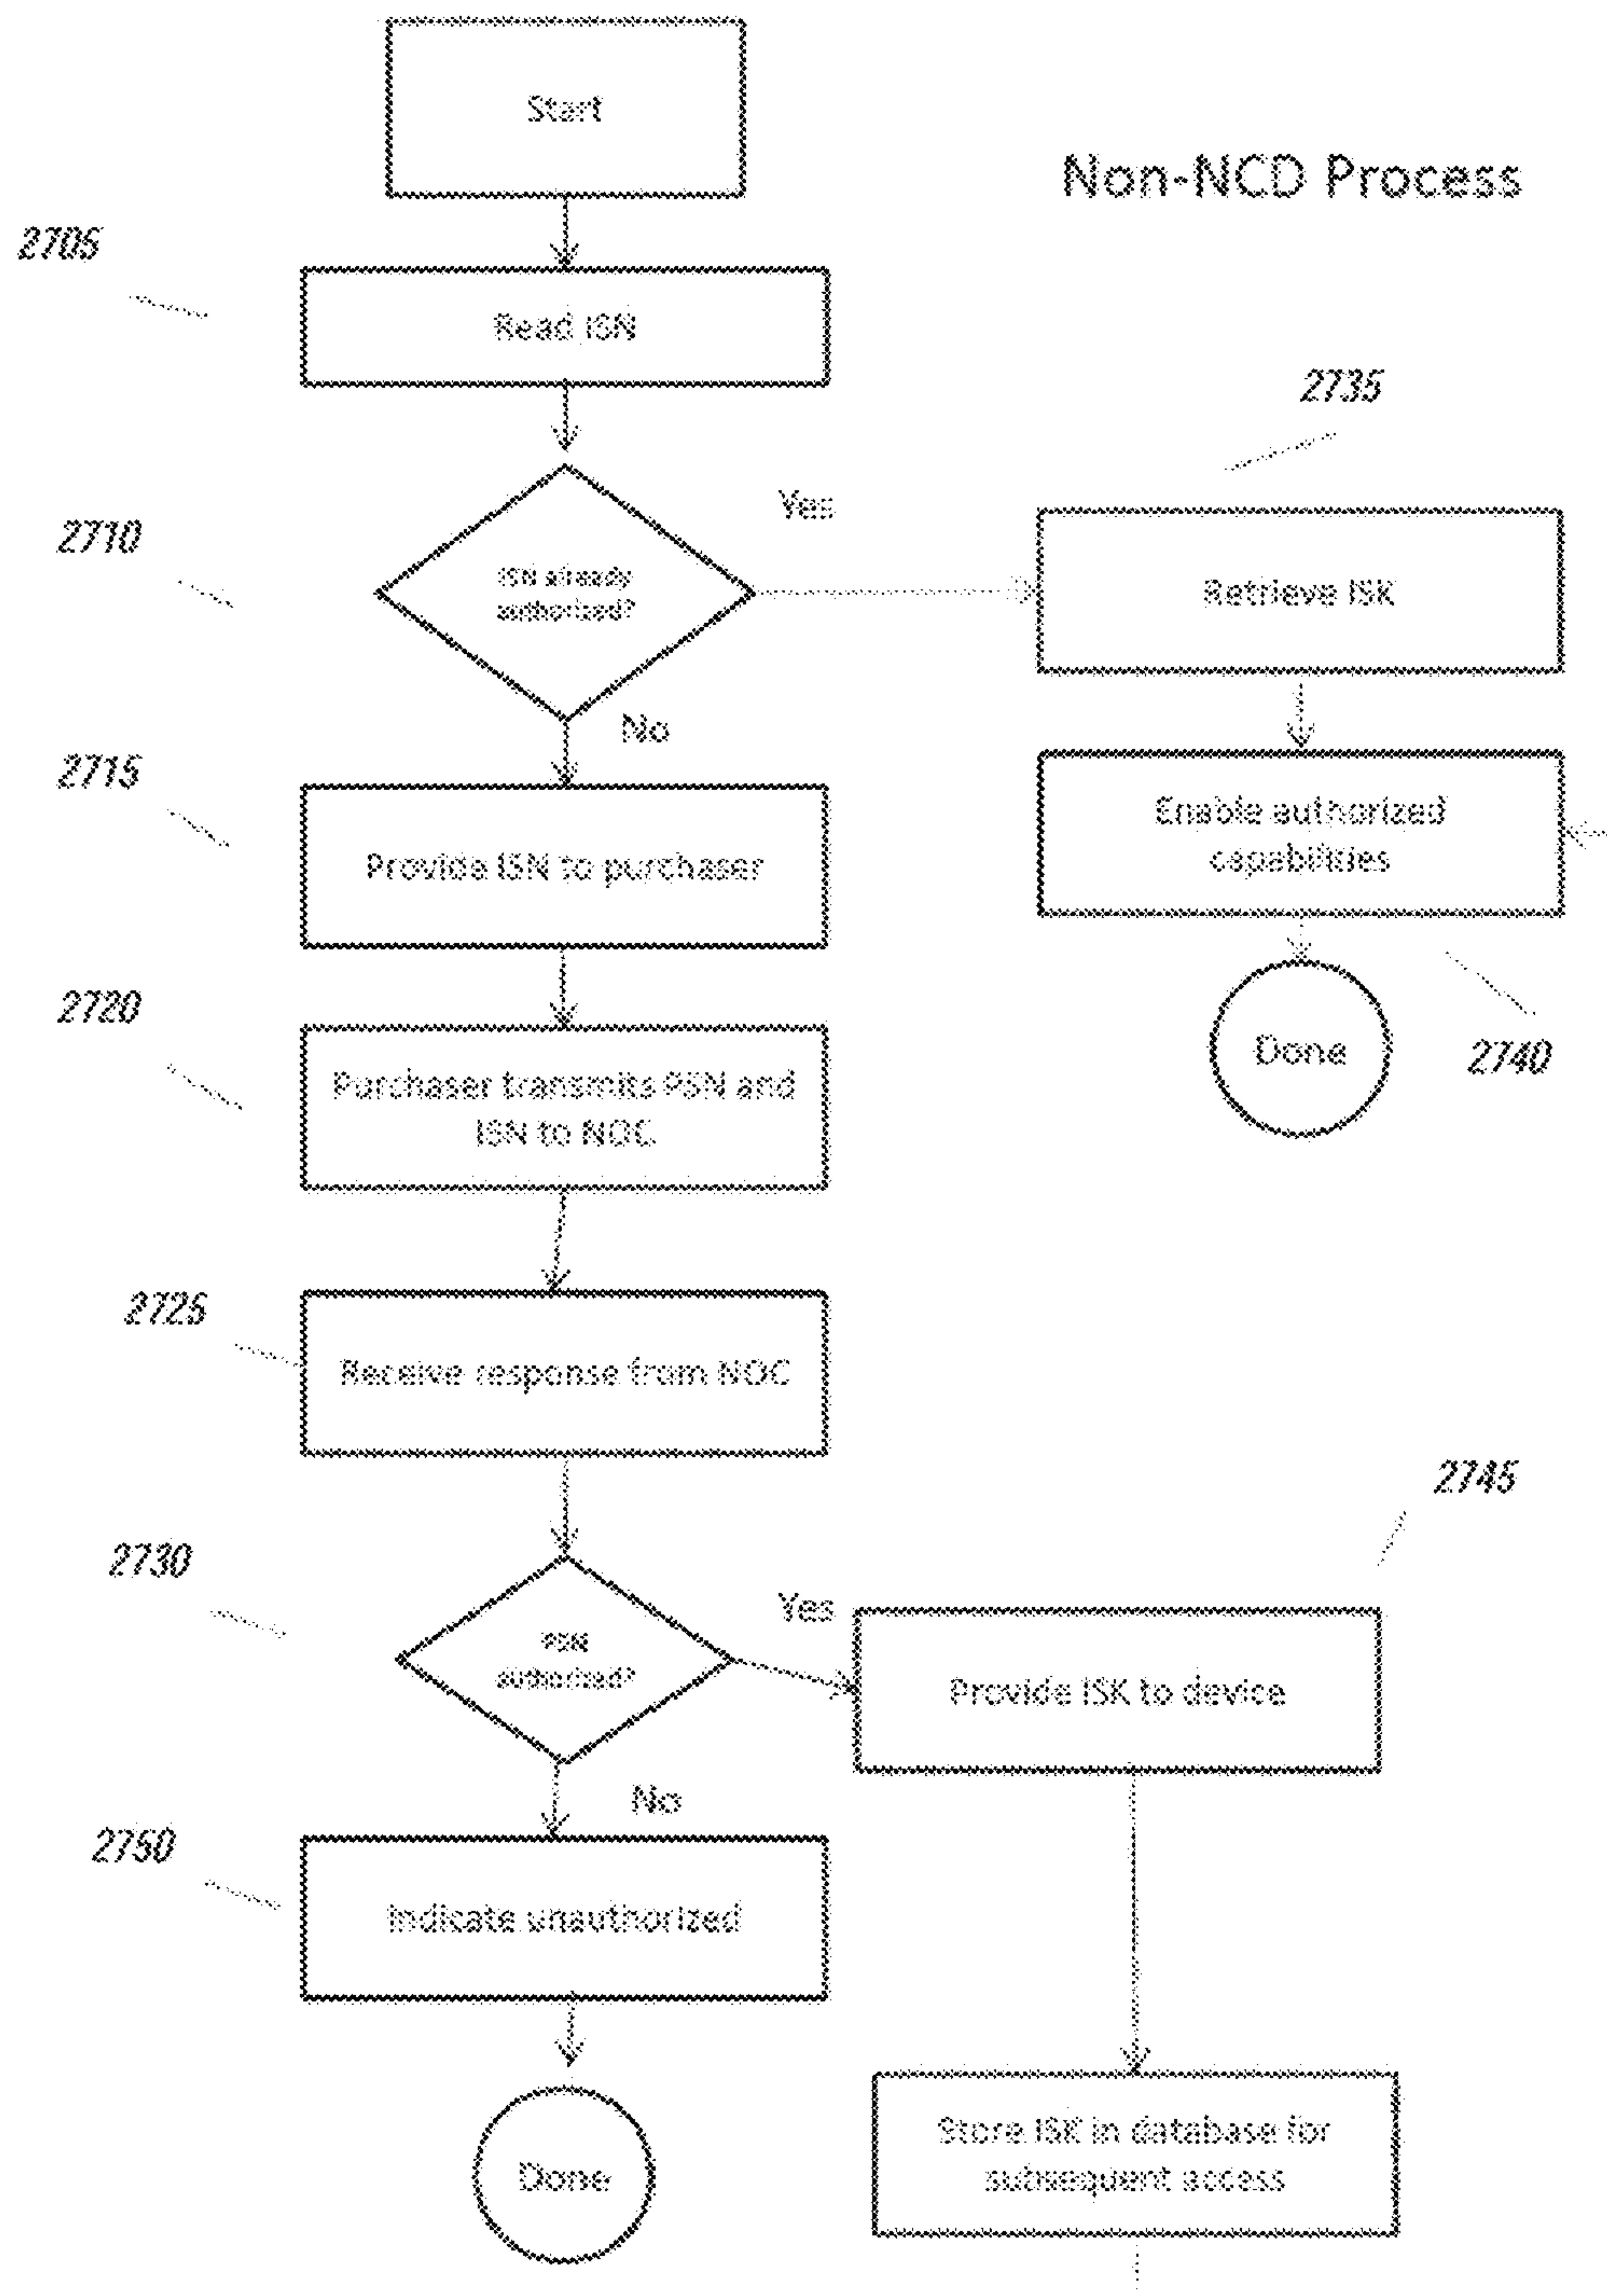 Start
Non-NCD Process
2705
Read ISN
2735
2710
Yes
ISN already
authorized?
Retrieve ISK
No
2715
Provide ISN to purchaser
Enable authorized
capabilities
2720
Purchaser transmits PSN and
ISN to NOC
Done
2740
2725
Receive response from NOC
2745
2730
Yes
PSN
authorized?
Provide ISK to device
No
2750
Indicate unauthorized
Store ISK in database for
subsequent access
Done